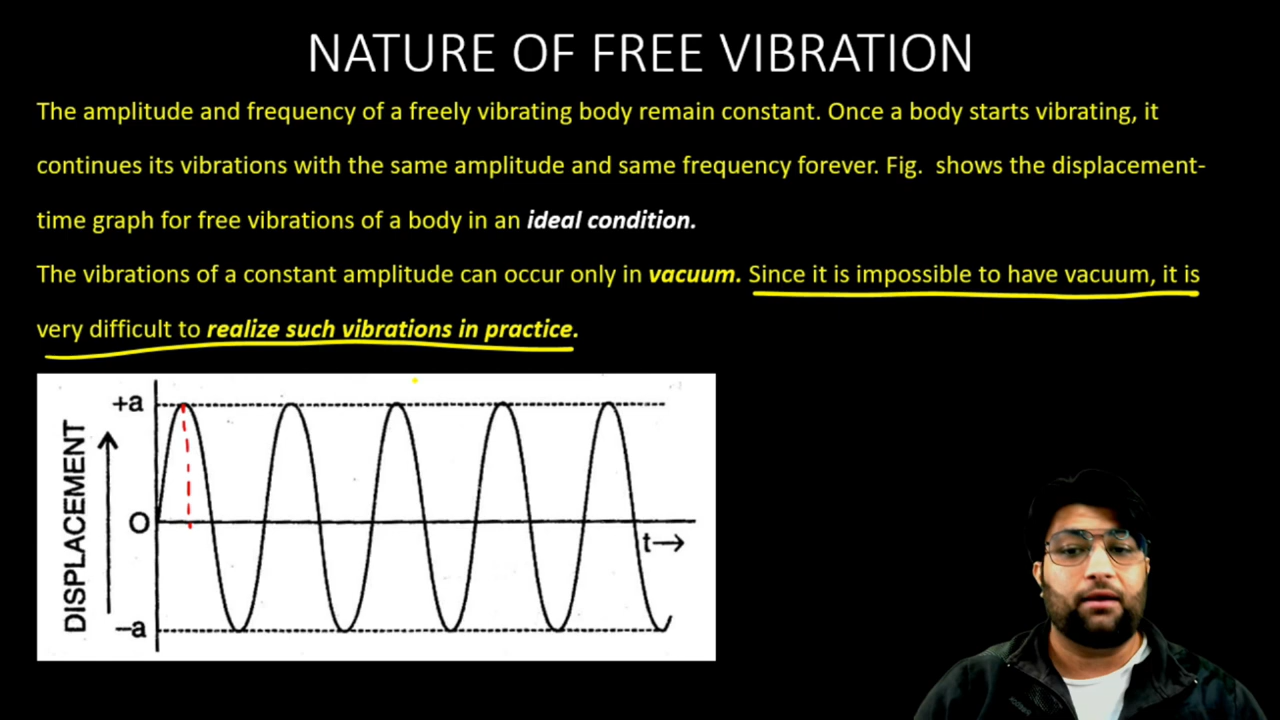 NATURE OF FREE VIBRATION
The amplitude and frequency of a freely vibrating body remain constant. Once a body starts vibrating, it
continues its vibrations with the same amplitude and same frequency forever. Fig.  shows the displacement-
time graph for free vibrations of a body in an ideal condition.
The vibrations of a constant amplitude can occur only in vacuum. Since it is impossible to have vacuum, it is
very difficult to realize such vibrations in practice.
+a
DISPLACEMENT
O
t→
–a